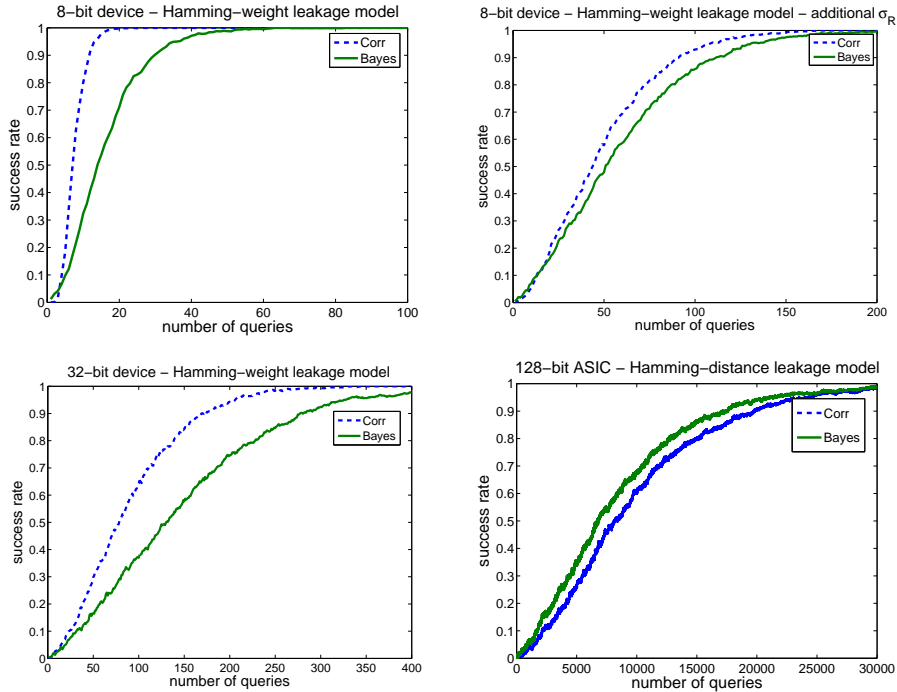 8−bit device − Hamming−weight leakage model
1
0.9
0.8
0.7
0.6
0.5
0.4
0.3
0.2
0.1
0
success rate
Corr
Bayes
0 20 40 60 80 100
number of queries
8−bit device − Hamming−weight leakage model − additional σR
1
0.9
0.8
0.7
0.6
0.5
0.4
0.3
0.2
0.1
0
success rate
Corr
Bayes
0 50 100 150 200
number of queries
32−bit device − Hamming−weight leakage model
1
0.9
0.8
0.7
0.6
0.5
0.4
0.3
0.2
0.1
0
success rate
Corr
Bayes
0 50 100 150 200 250 300 350 400
number of queries
128−bit ASIC − Hamming−distance leakage model
1
0.9
0.8
0.7
0.6
0.5
0.4
0.3
0.2
0.1
0
success rate
Corr
Bayes
0 5000 10000 15000 20000 25000 30000
number of queries